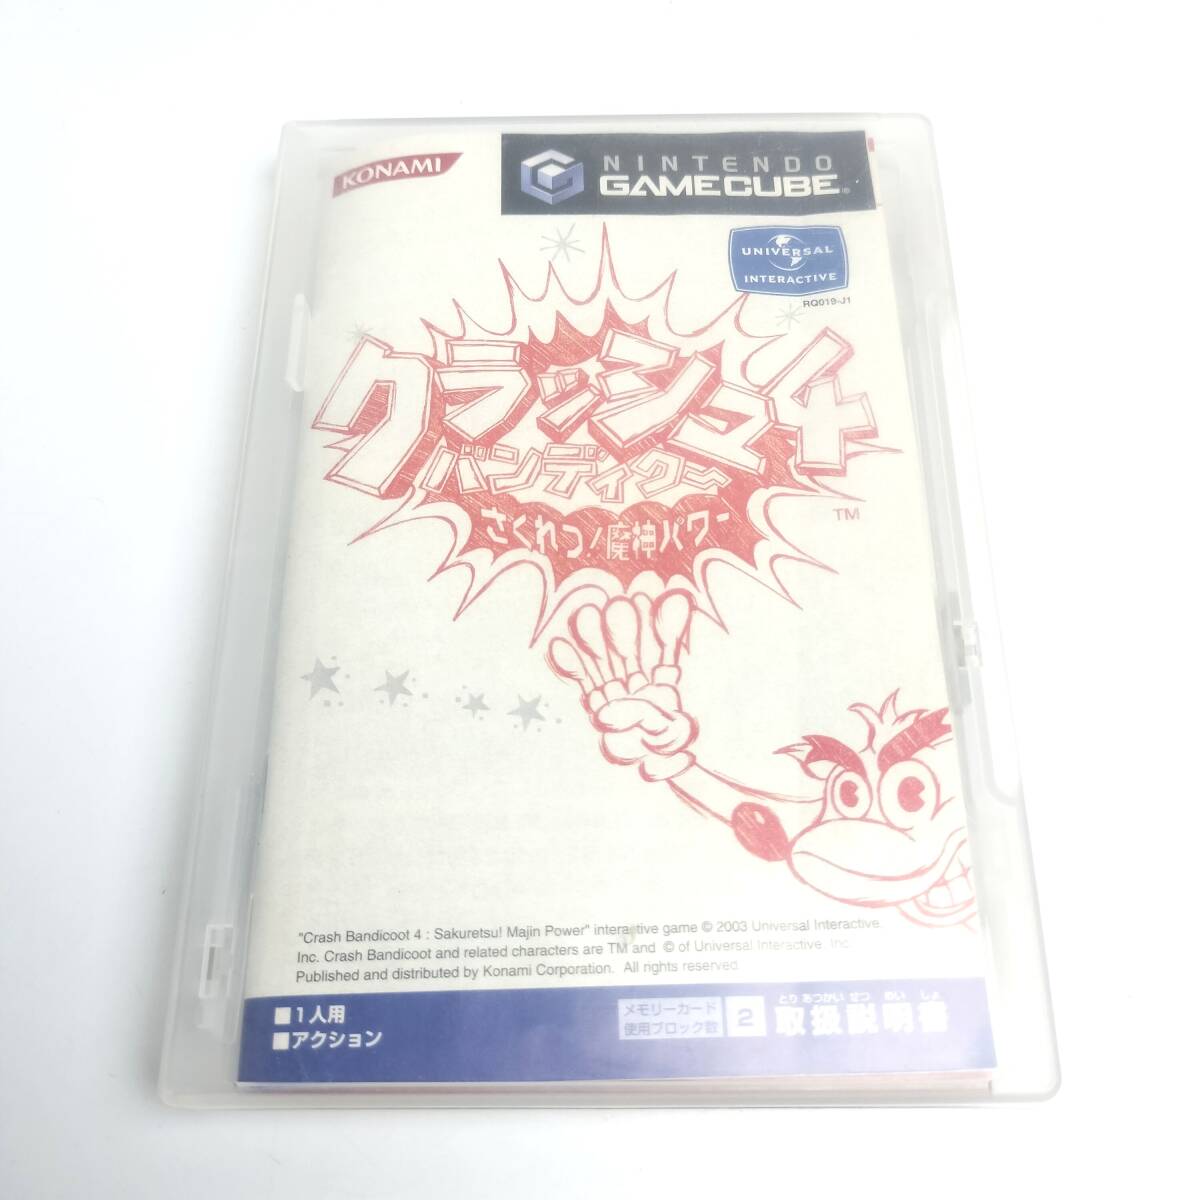 KONAMI
NINTENDO
GAMECUBE®
UNIVERSAL
INTERACTIVE
RQ019-J1
クラッシュ4
バンディクー
さくれつ!魔神パワー
TM
"Crash Bandicoot 4 : Sakuretsu! Majin Power" interactive game © 2003 Universal Interactive.
Inc. Crash Bandicoot and related characters are TM and © of Universal Interactive, Inc.
Published and distributed by Konami Corporation. All rights reserved.
■1人用
■アクション
メモリーカード
使用ブロック数
2
とり あつかい せつ めい しょ
取扱説明書